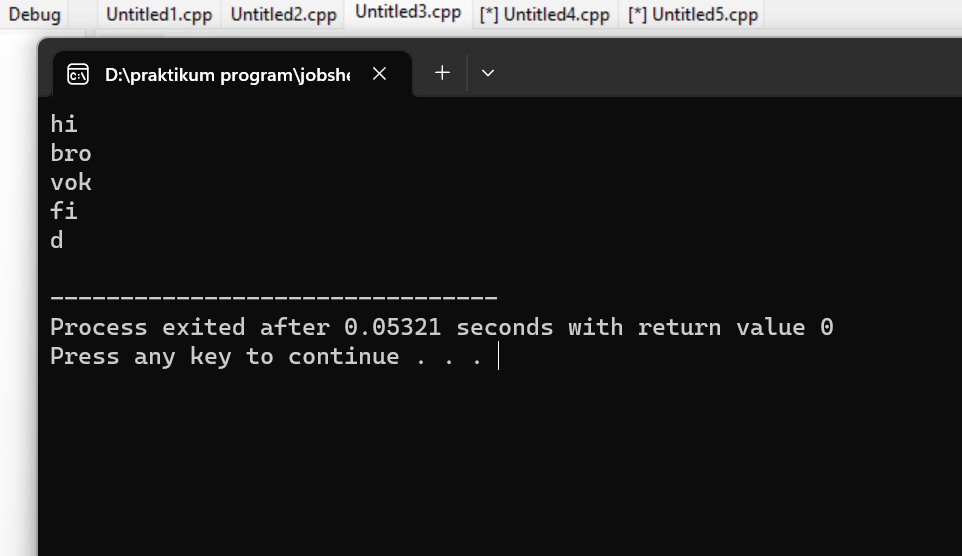 Debug Untitled1.cpp Untitled2.cpp Untitled3.cpp [*] Untitled4.cpp [*] Untitled5.cpp
D:\praktikum program\jobshe
hi
bro
vok
fi
d
--------------------------------
Process exited after 0.05321 seconds with return value 0
Press any key to continue . . .